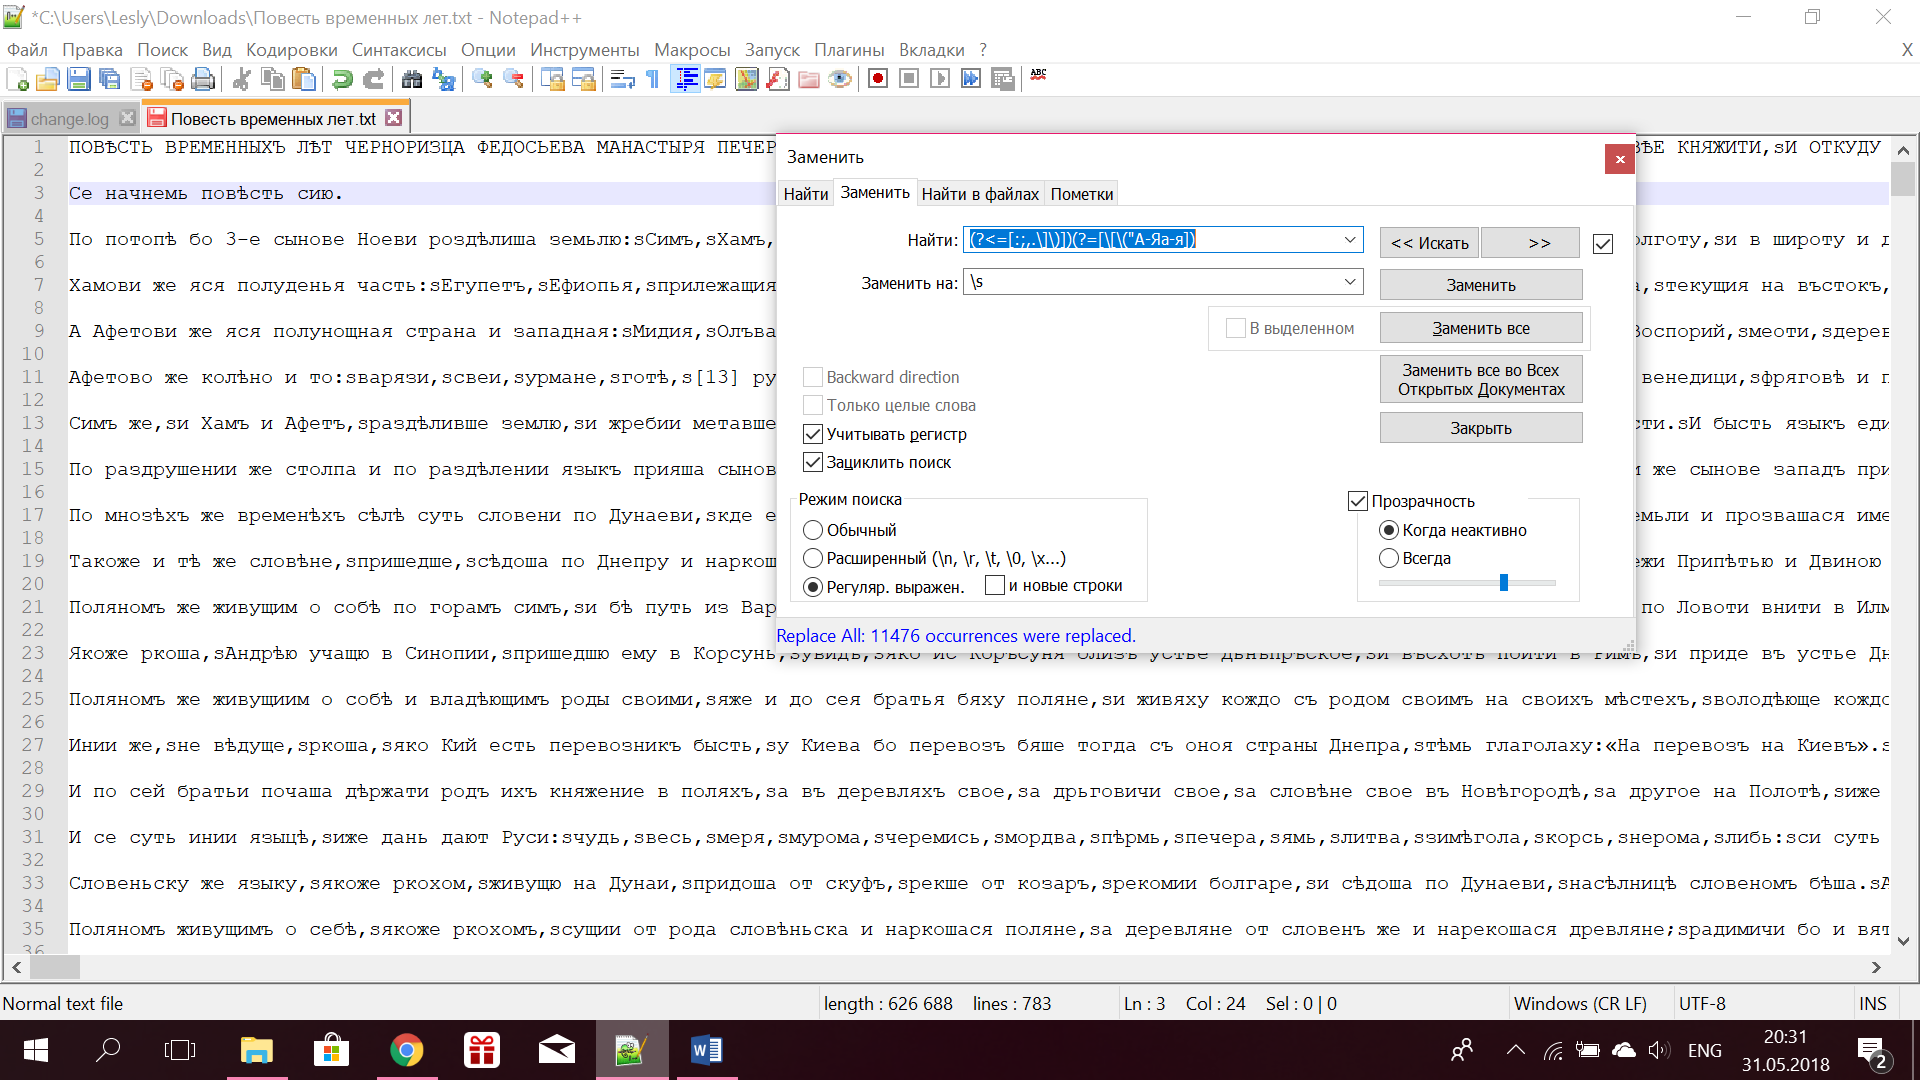 *C:\Users\Lesly\Downloads\Повесть временных лет.txt - Notepad++
Файл Правка Поиск Вид Кодировки Синтаксисы Опции Инструменты Макросы Запуск Плагины Вкладки ? X
change.log Повесть временных лет.txt
1 ПОВѢСТЬ ВРЕМЕННЫХЪ ЛѢТ ЧЕРНОРИЗЦА ФЕДОСЬЕВА МАНАСТЫРЯ ПЕЧЕР ѢЕ КНЯЖИТИ,sИ ОТКУДУ
2
3 Се начнемь повѣсть сию.
4
5 По потопѣ бо 3-е сынове Ноеви роздѣлиша землю:sСимъ,sХамъ, олготу,sи в широту и д
6
7 Хамови же яся полуденья часть:sЕгупетъ,sЕфиопья,sприлежащия а,sтекущия на въстокъ,
8
9 А Афетови же яся полунощная страна и западная:sМидия,sОлъва Воспорий,sмеоти,sдерев
10
11 Афетово же колѣно и то:sварязи,sсвеи,sурмане,sготѣ,s[13] ру венедици,sфряговѣ и п
12
13 Симъ же,sи Хамъ и Афетъ,sраздѣливше землю,sи жребии метавше сти.sИ бысть языкъ еди
14
15 По раздрушении же столпа и по раздѣлении языкъ прияша сынов и же сынове западъ при
16
17 По мнозѣхъ же временѣхъ сѣлѣ суть словени по Дунаеви,sкде е емьли и прозвашася име
18
19 Такоже и тѣ же словѣне,sпришедше,sсѣдоша по Днепру и наркош ежи Припѣтью и Двиною
20
21 Поляномъ же живущим о собѣ по горамъ симъ,sи бѣ путь из Вар по Ловоти внити в Илм
22
23 Якоже ркоша,sАндрѣю учащю в Синопии,sпришедшю ему в Корсунь,sувидѣ,sяко ис Корѣсуня близъ устье Дьнѣпрьское,sи въсхотѣ поити в Римъ,sи приде въ устье Дн
24
25 Поляномъ же живущиим о собѣ и владѣющимъ роды своими,sяже и до сея братья бяху поляне,sи живяху кождо съ родом своимъ на своихъ мѣстехъ,sволодѣюще кождо
26
27 Инии же,sне вѣдуще,sркоша,sяко Кий есть перевозникъ бысть,sу Киева бо перевозъ бяше тогда съ оноя страны Днепра,sтѣмь глаголаху:«На перевозъ на Киевъ».s
28
29 И по сей братьи почаша дѣржати родъ ихъ княжение в поляхъ,sа въ деревляхъ свое,sа дрьговичи свое,sа словѣне свое въ Новѣгородѣ,sа другое на Полотѣ,sиже
30
31 И се суть инии языцѣ,sиже дань дают Руси:sчудь,sвесь,sмеря,sмурома,sчеремись,sмордва,sпѣрмь,sпечера,sямь,sлитва,sзимѣгола,sкорсь,sнерома,sлибь:sси суть
32
33 Словеньску же языку,sякоже ркохом,sживущю на Дунаи,sпридоша от скуфъ,sрекше от козаръ,sрекомии болгаре,sи сѣдоша по Дунаеви,sнасѣлницѣ словеномъ бѣша.sА
34
35 Поляномъ живущимъ о себѣ,sякоже ркохомъ,sсущии от рода словѣньска и наркошася поляне,sа деревляне от словенъ же и нарекошася древляне;sрадимичи бо и вят
36
Заменить
Найти Заменить Найти в файлах Пометки
Найти: (?<=[:;,.\]\)])(?=[\[\("А-Яа-я]) << Искать >>
Заменить на: \s Заменить
В выделенном Заменить все
Заменить все во Всех
Открытых Документах
Закрыть
Backward direction
Только целые слова
Учитывать регистр
Зациклить поиск
Режим поиска
Обычный
Расширенный (\n, \r, \t, \0, \x...)
Регуляр. выражен. и новые строки
Прозрачность
Когда неактивно
Всегда
Replace All: 11476 occurrences were replaced.
Normal text file length : 626 688 lines : 783 Ln : 3 Col : 24 Sel : 0 | 0 Windows (CR LF) UTF-8 INS
ENG 20:31
31.05.2018
2